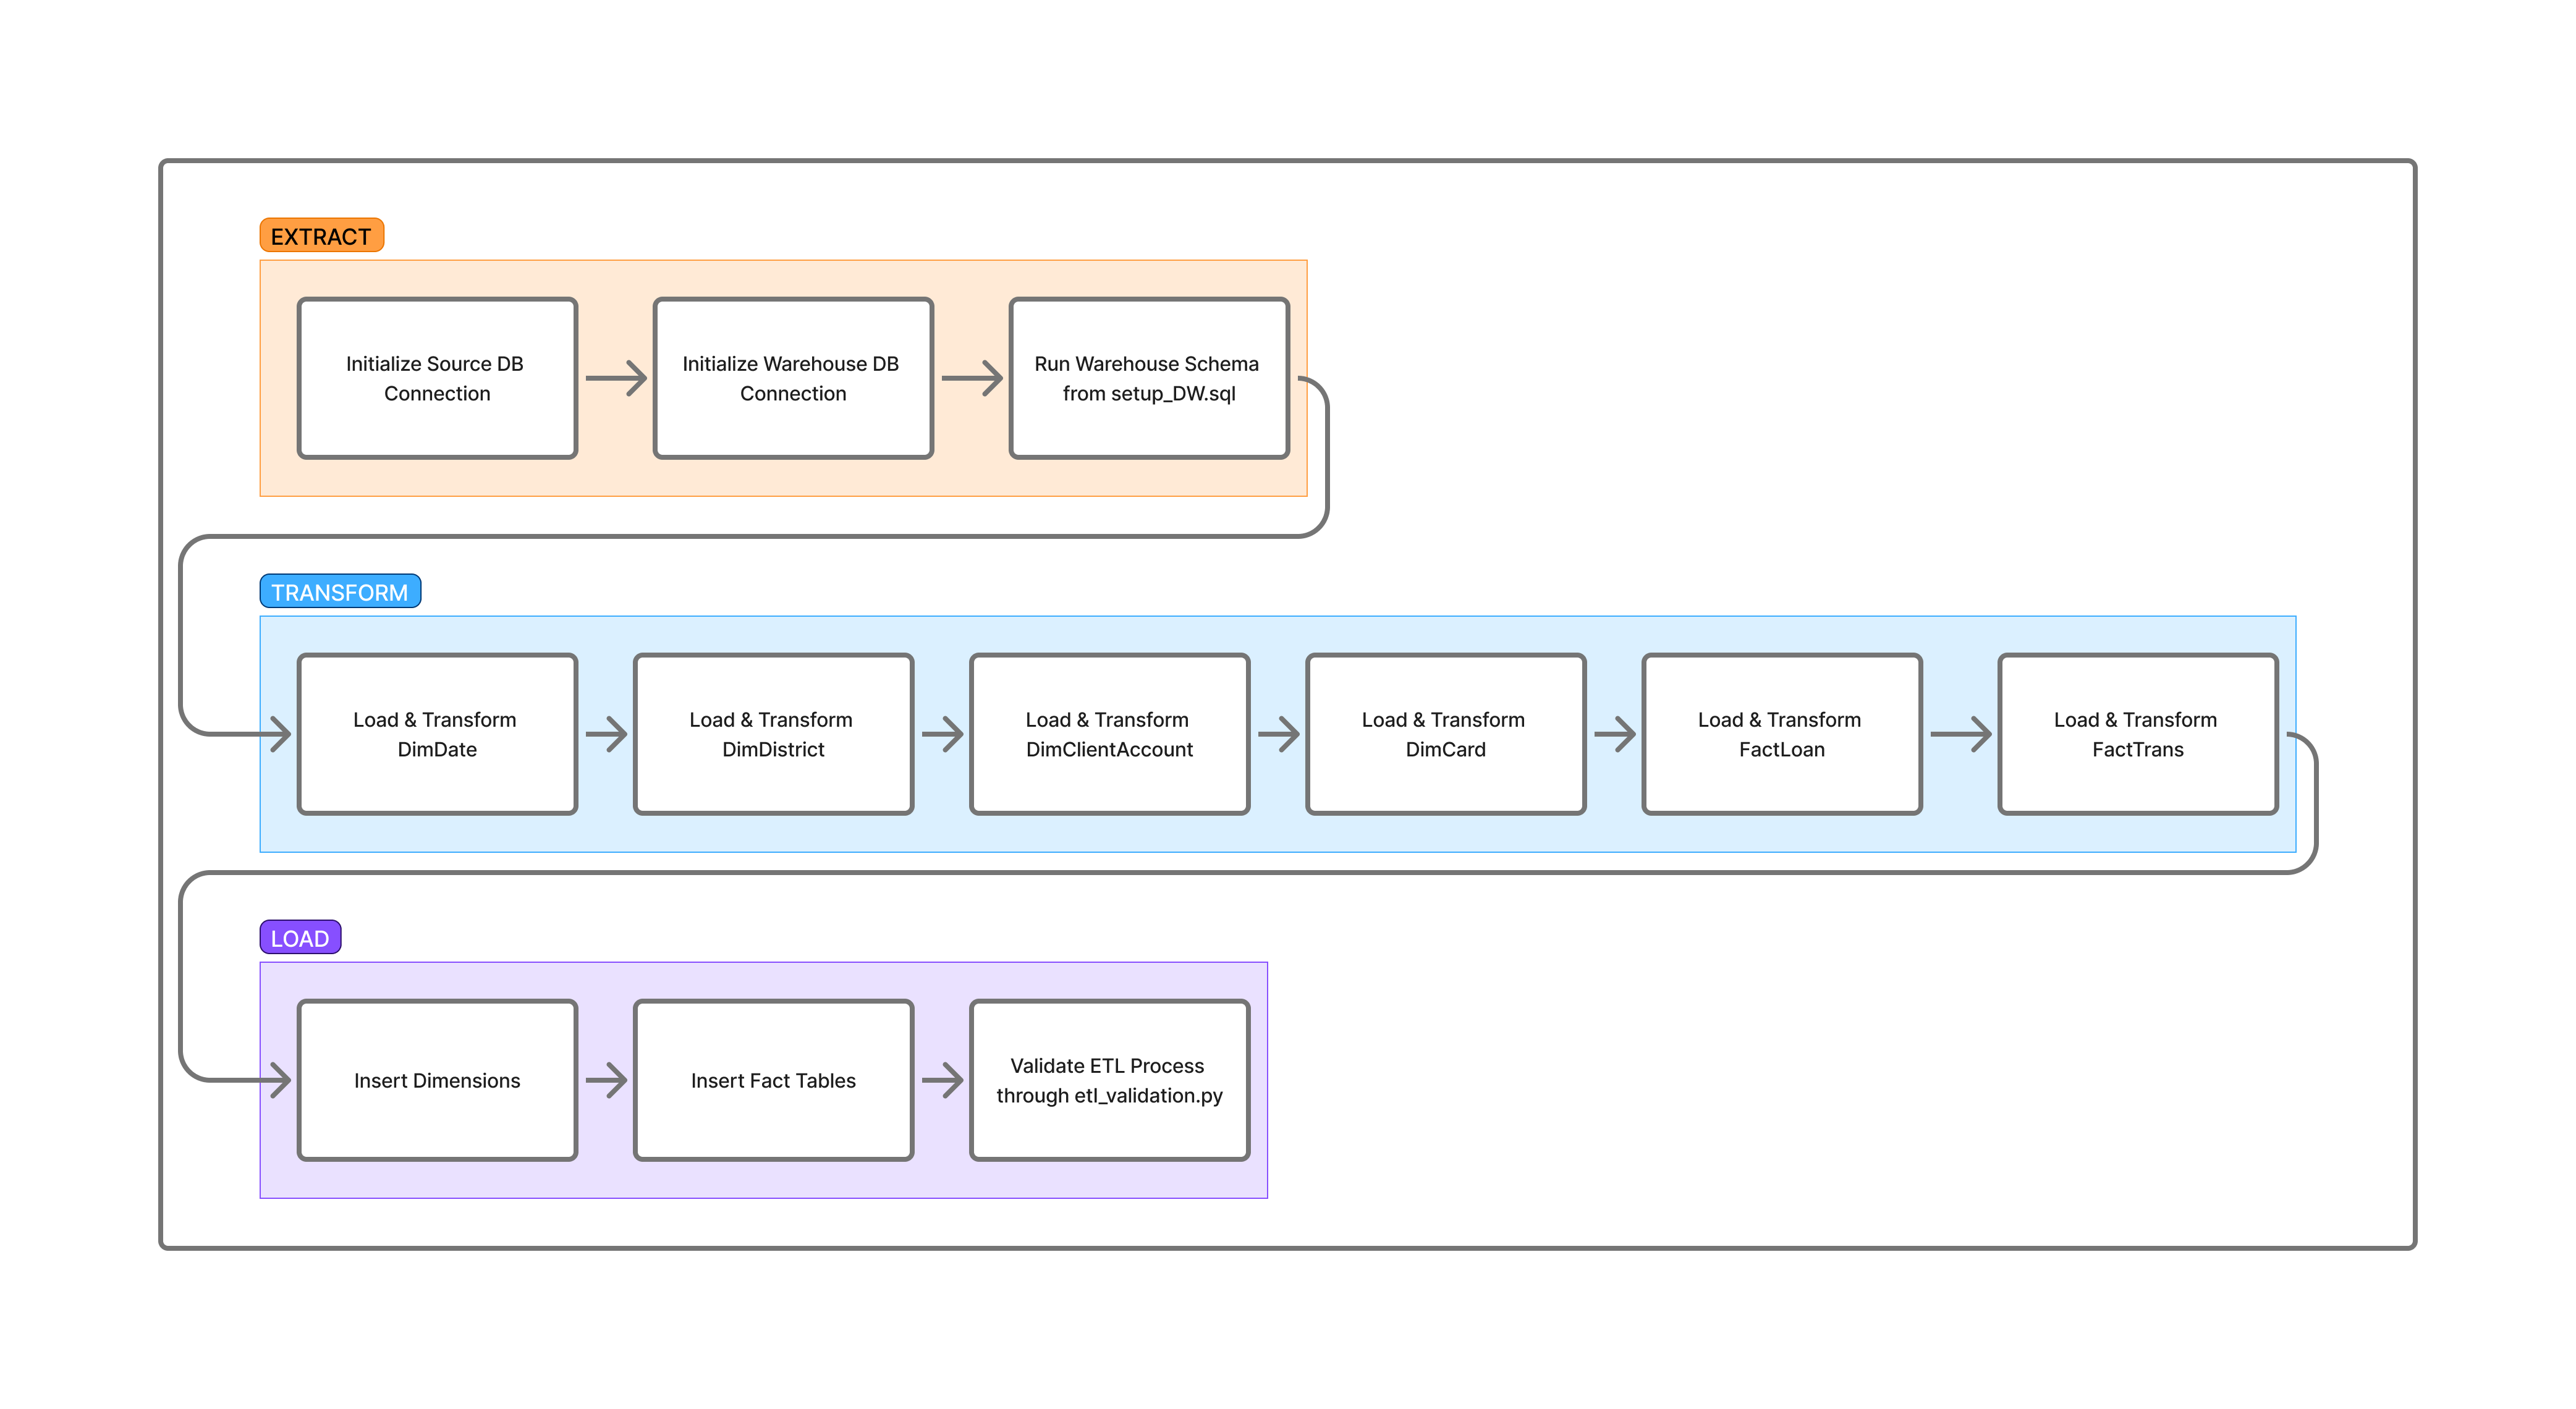 EXTRACT
Initialize Source DB
Connection
Initialize Warehouse DB
Connection
Run Warehouse Schema
from setup_DW.sql
TRANSFORM
Load & Transform
DimDate
Load & Transform
DimDistrict
Load & Transform
DimClientAccount
Load & Transform
DimCard
Load & Transform
FactLoan
Load & Transform
FactTrans
LOAD
Insert Dimensions
Insert Fact Tables
Validate ETL Process
through etl_validation.py